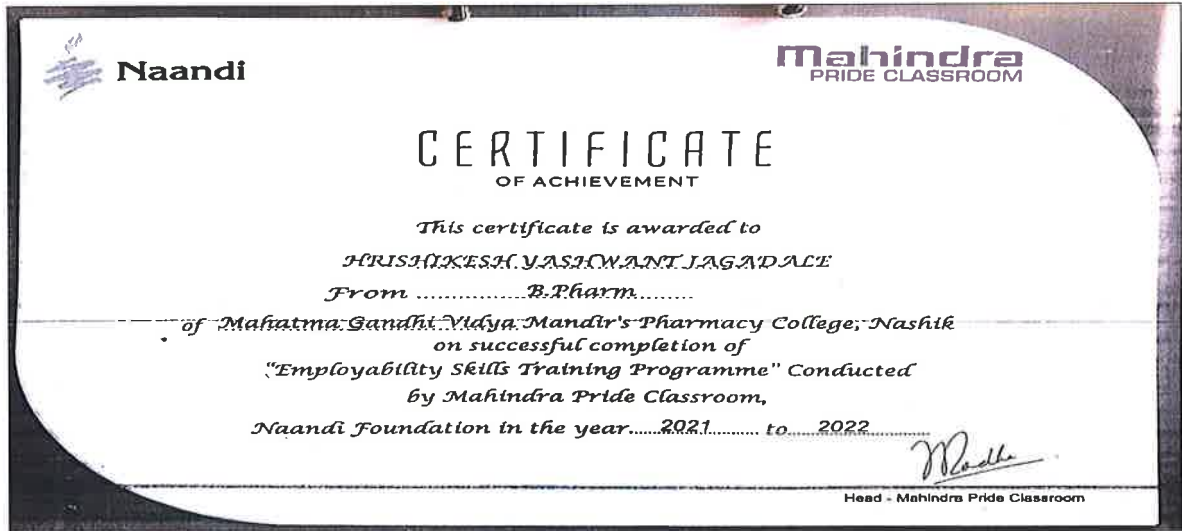 Naandi
Mahindra
PRIDE CLASSROOM
CERTIFICATE
OF ACHIEVEMENT
This certificate is awarded to
HRISHIKESH YASHWANT JAGADALE
From ............... B.Pharm.........
of Mahatma Gandhi Vidya Mandir's Pharmacy College, Nashik
on successful completion of
"Employability Skills Training Programme" Conducted
by Mahindra Pride Classroom,
Naandi Foundation in the year......2021.......... to.....2022
Head - Mahindra Pride Classroom